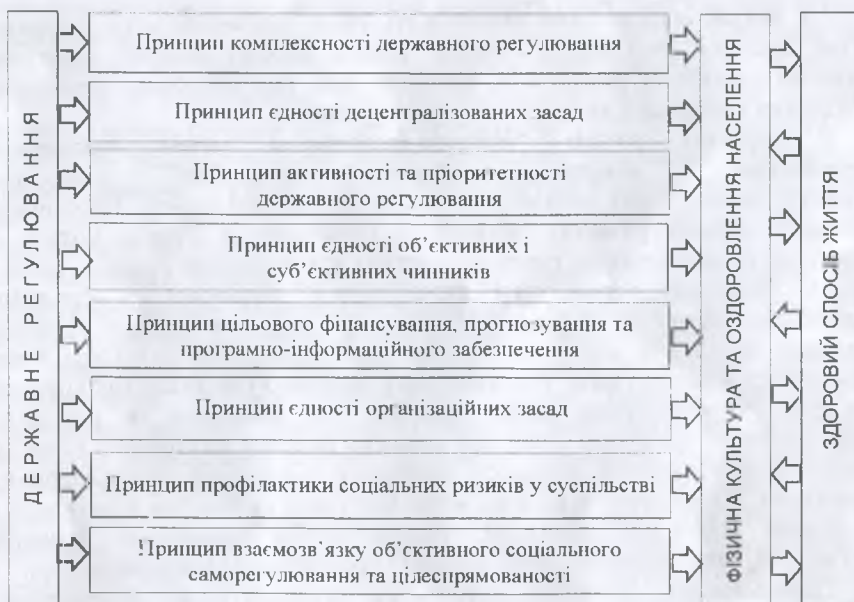 ДЕРЖАВНЕ РЕГУЛЮВАННЯ
Принцип комплексності державного регулювання
Принцип єдності децентралізованих засад
Принцип активності та пріоритетності
державного регулювання
Принцип єдності об’єктивних і
суб’єктивних чинників
Принцип цільового фінансування, прогнозування та
програмно-інформаційного забезпечення
Принцип єдності організаційних засад
Принцип профілактики соціальних ризиків у суспільстві
Принцип взаємозв’язку об’єктивного соціального
саморегулювання та цілеспрямованості
ФІЗИЧНА КУЛЬТУРА ТА ОЗДОРОВЛЕННЯ НАСЕЛЕННЯ
ЗДОРОВИЙ СПОСІБ ЖИТТЯ